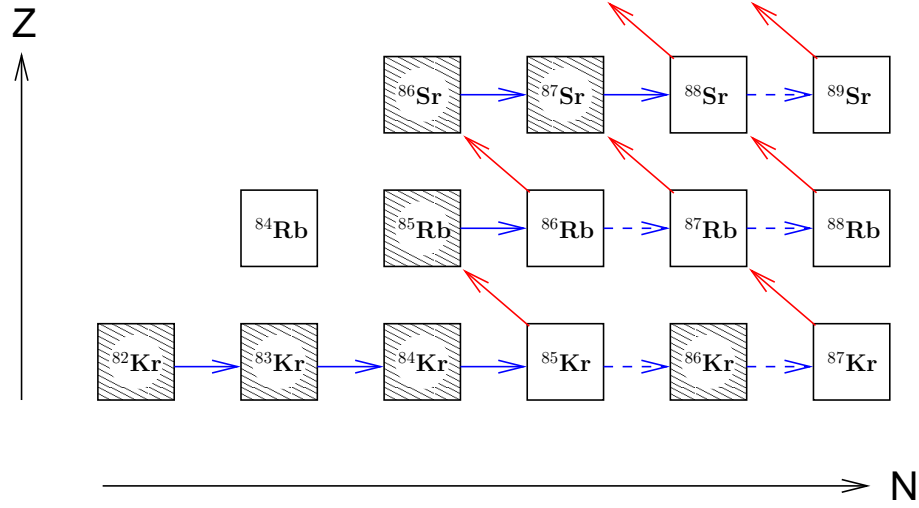 Z
⁸⁶Sr ⁸⁷Sr ⁸⁸Sr ⁸⁹Sr
⁸⁴Rb ⁸⁵Rb ⁸⁶Rb ⁸⁷Rb ⁸⁸Rb
⁸²Kr ⁸³Kr ⁸⁴Kr ⁸⁵Kr ⁸⁶Kr ⁸⁷Kr
N